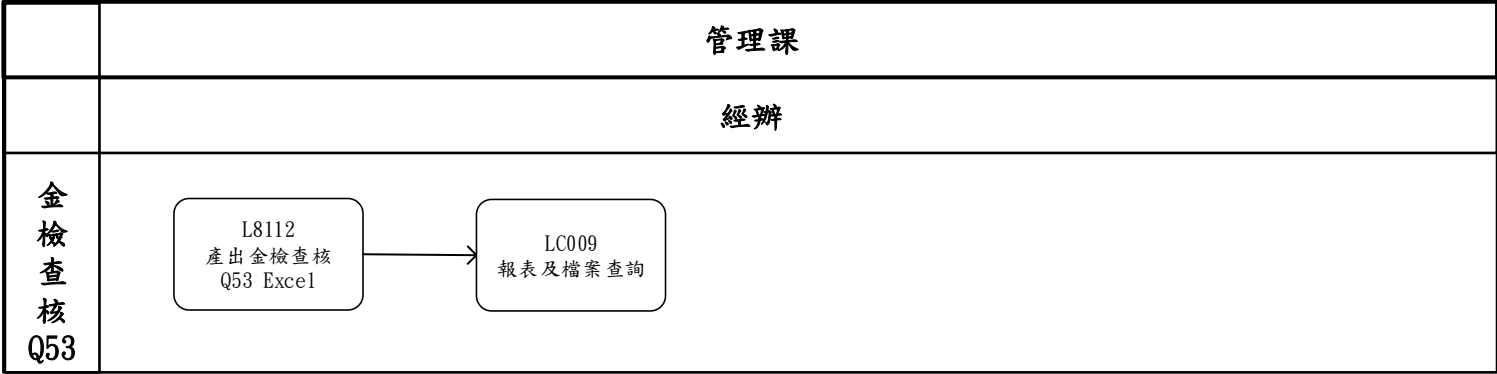 管理課
經辦
金
檢
查
核
Q53
L8112
產出金檢查核
Q53 Excel
LC009
報表及檔案查詢